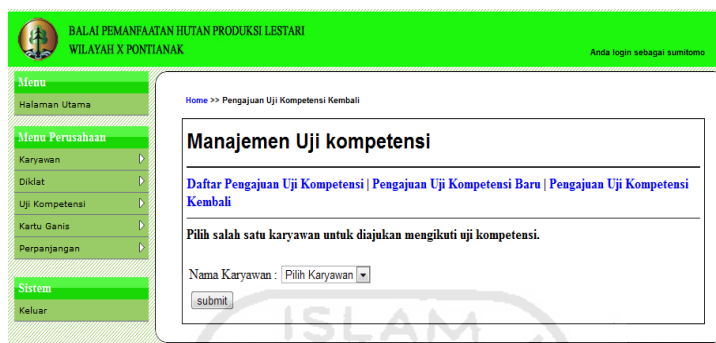 BALAI PEMANFAATAN HUTAN PRODUKSI LESTARI
WILAYAH X PONTIANAK
Anda login sebagai sumitomo
Menu
Halaman Utama
Menu Perusahaan
Karyawan
Diklat
Uji Kompetensi
Kartu Ganis
Perpanjangan
Sistem
Keluar
Home >> Pengajuan Uji Kompetensi Kembali
Manajemen Uji kompetensi
Daftar Pengajuan Uji Kompetensi | Pengajuan Uji Kompetensi Baru | Pengajuan Uji Kompetensi
Kembali
Pilih salah satu karyawan untuk diajukan mengikuti uji kompetensi.
Nama Karyawan : Pilih Karyawan
submit
ISLAM